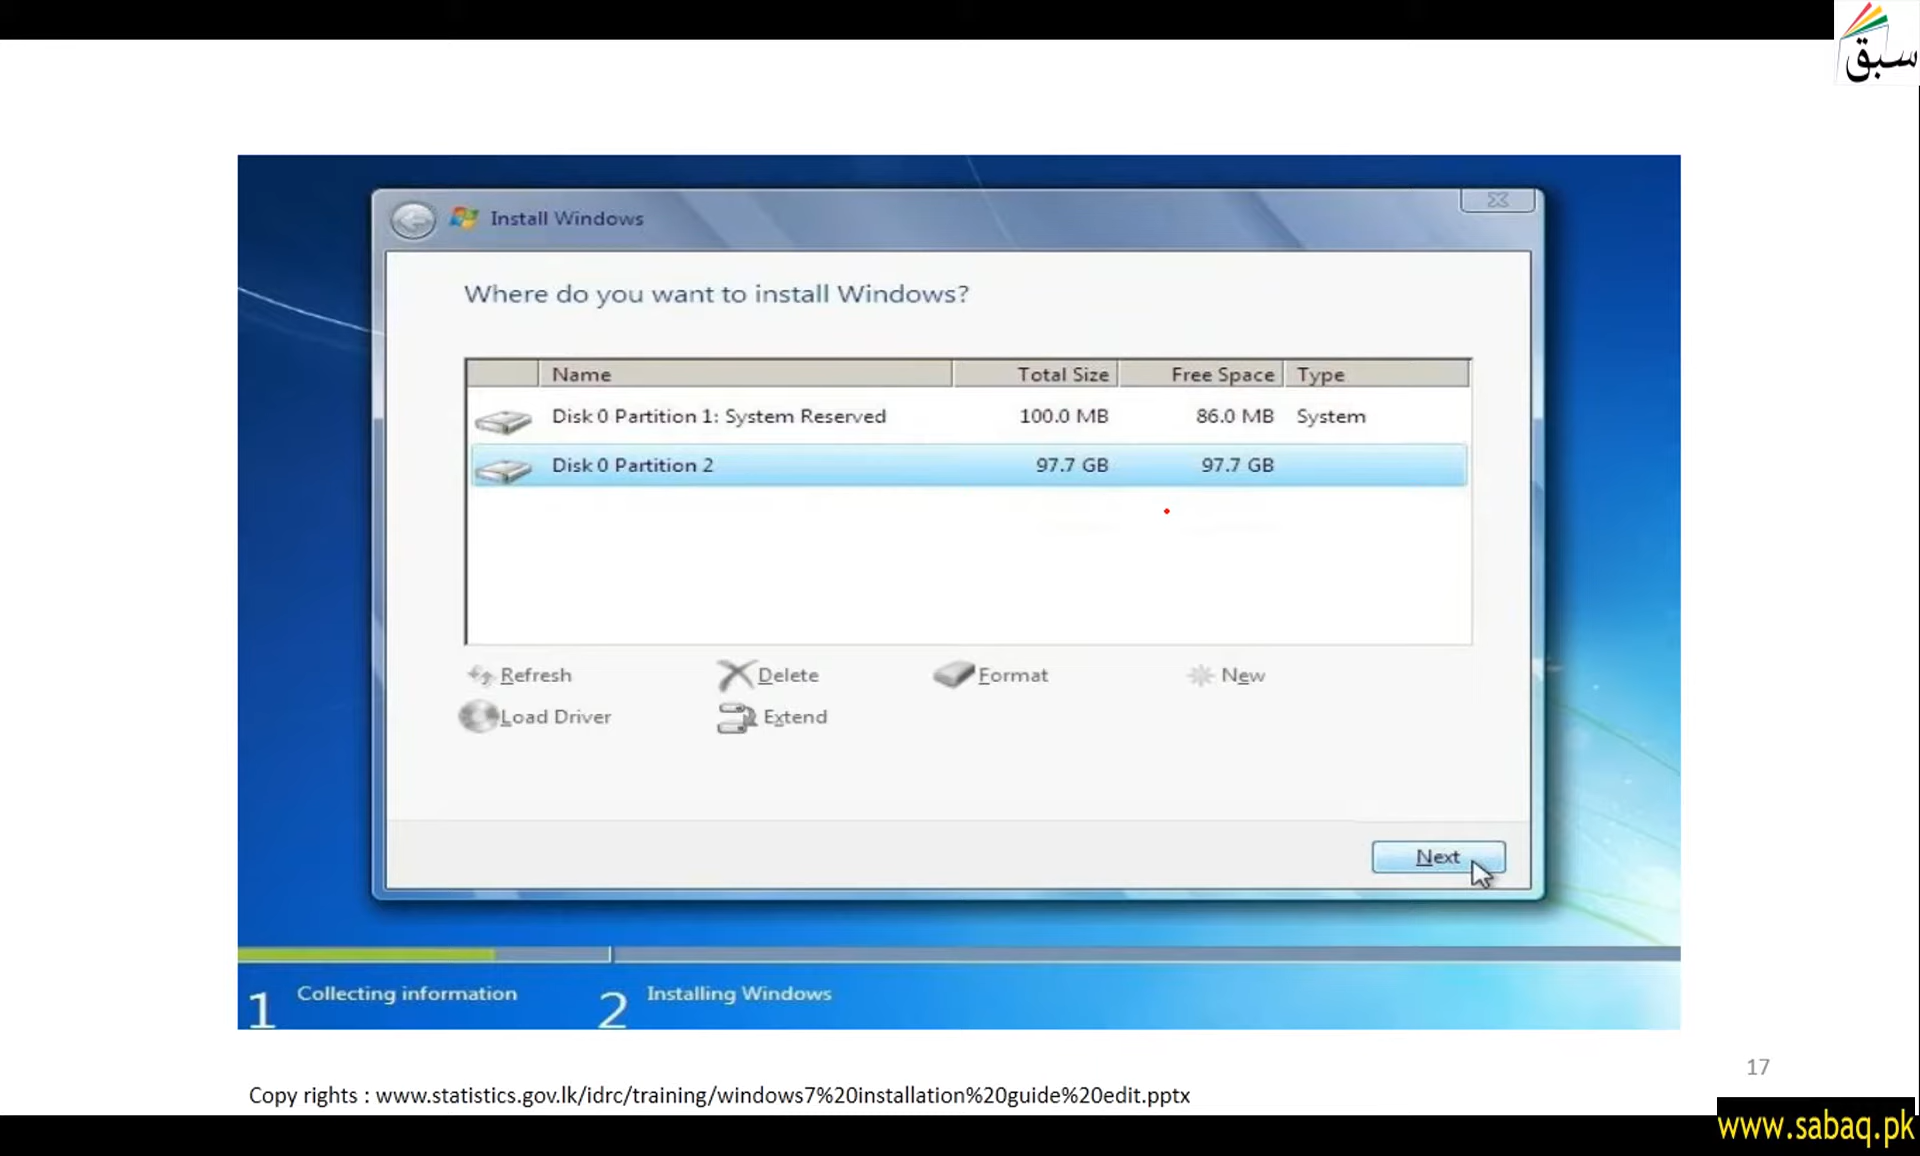 سبق
Install Windows
Where do you want to install Windows?
Name Total Size Free Space Type
Disk 0 Partition 1: System Reserved 100.0 MB 86.0 MB System
Disk 0 Partition 2 97.7 GB 97.7 GB
Refresh Delete Format New
Load Driver Extend
Next
1 Collecting information 2 Installing Windows
17
Copy rights : www.statistics.gov.lk/idrc/training/windows7%20installation%20guide%20edit.pptx
www.sabaq.pk